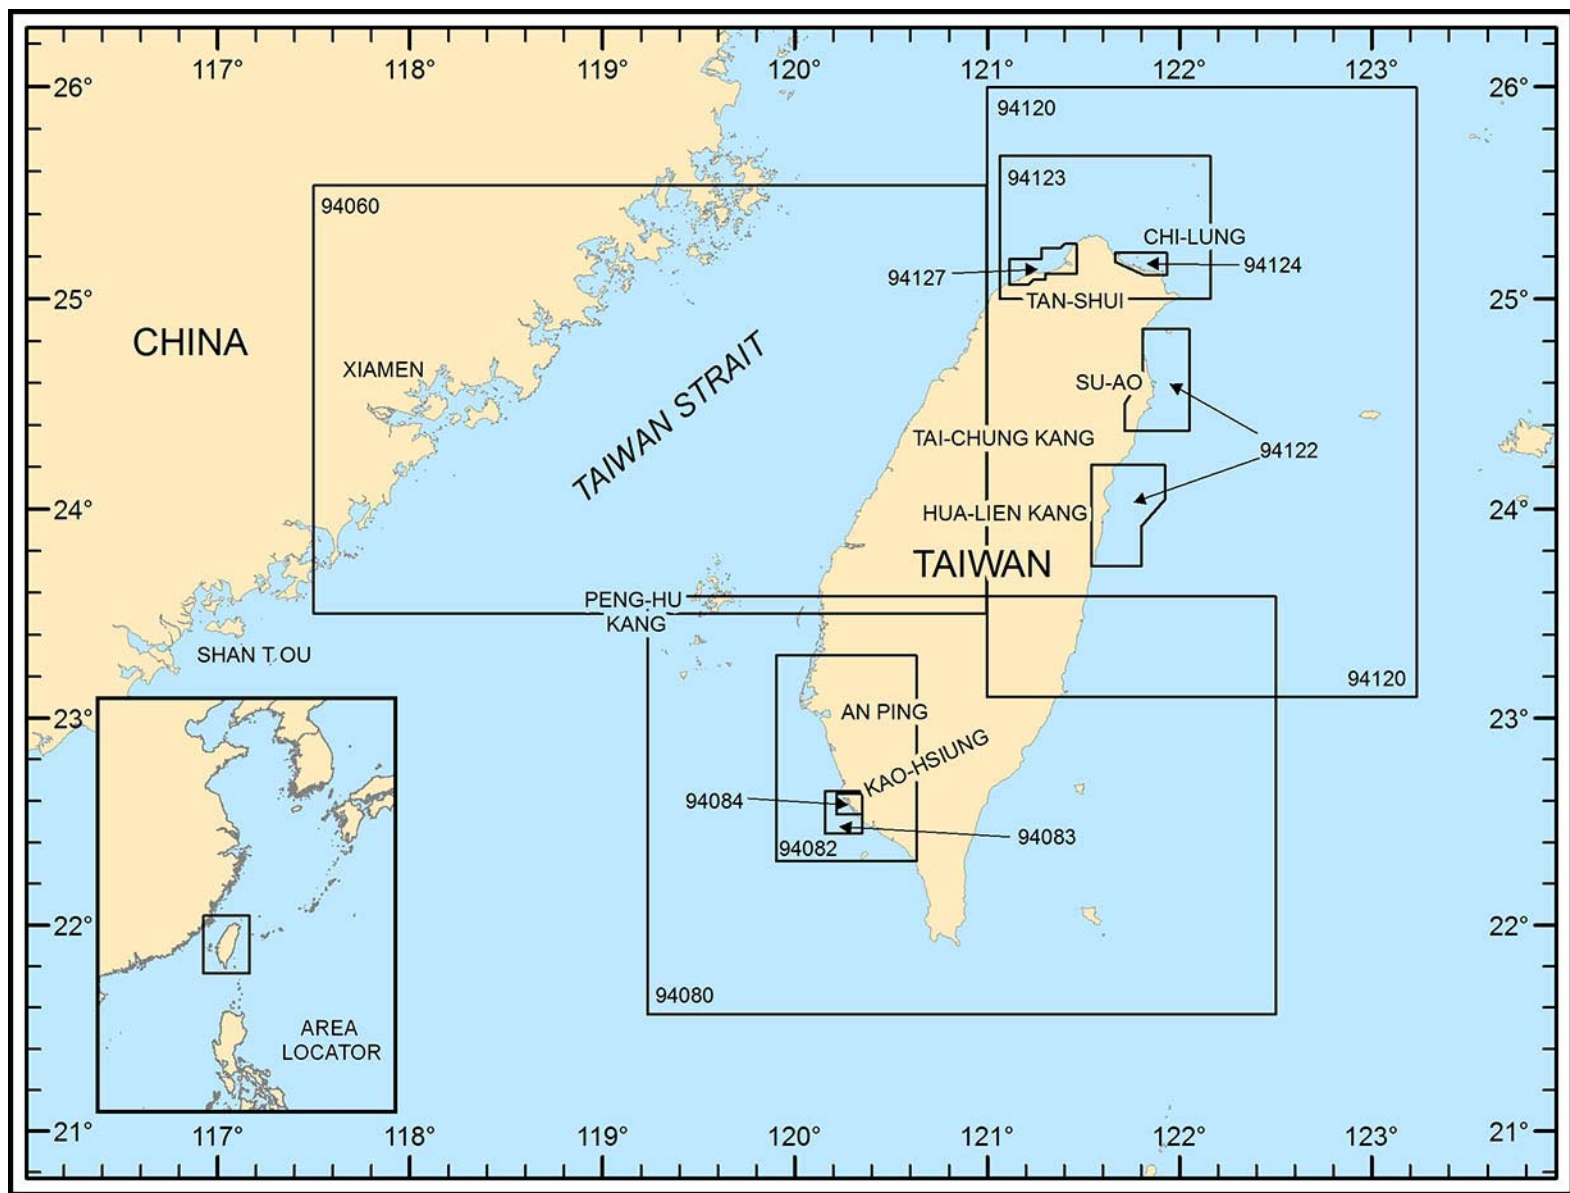 117°
118°
119°
120°
121°
122°
123°
26°
26°
94120
94123
94060
CHI-LUNG
94127
94124
25°
TAN-SHUI
25°
CHINA
XIAMEN
TAIWAN STRAIT
SU-AO
TAI-CHUNG KANG
94122
24°
HUA-LIEN KANG
24°
TAIWAN
PENG-HU
KANG
SHAN T.OU
94120
23°
AN PING
23°
KAO-HSIUNG
94084
94083
94082
22°
22°
94080
AREA
LOCATOR
21°
117°
118°
119°
120°
121°
122°
123°
21°